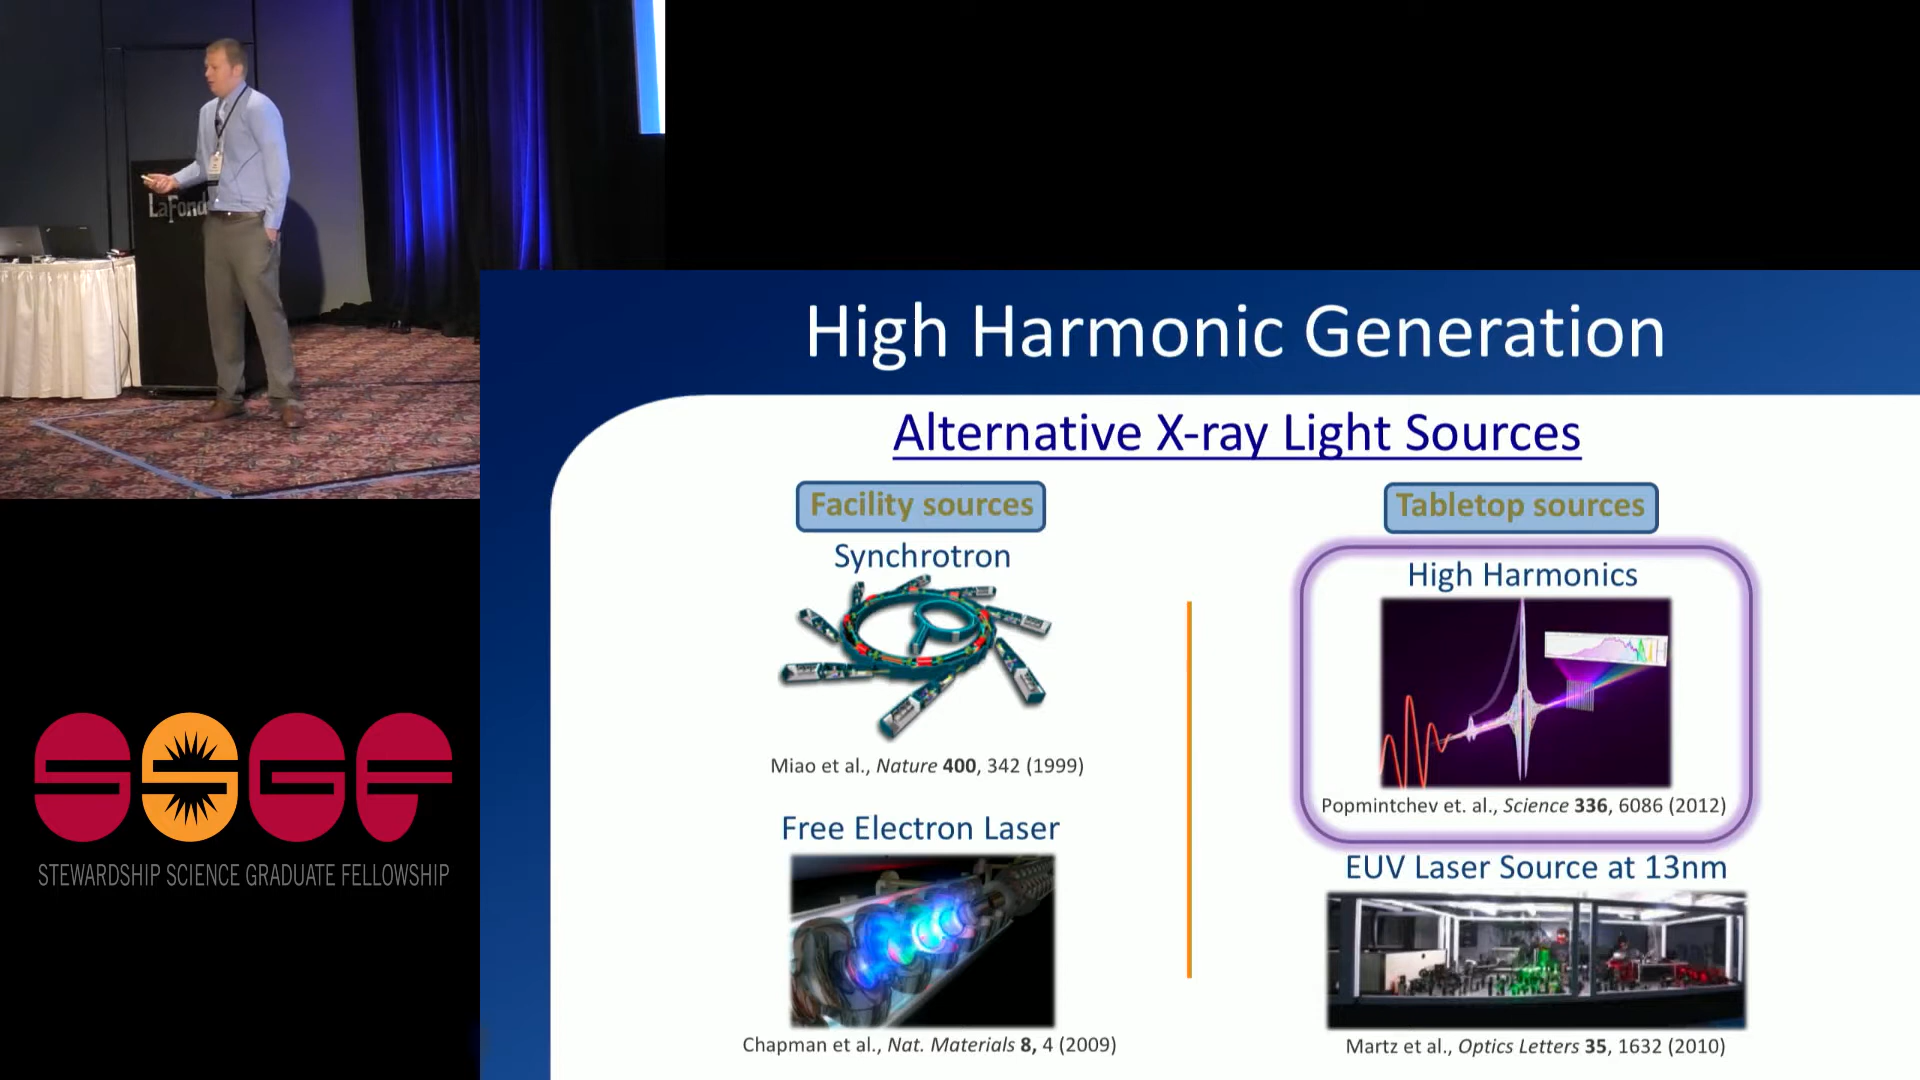 LaFond
High Harmonic Generation
Alternative X-ray Light Sources
Facility sources
Synchrotron
Miao et al., Nature 400, 342 (1999)
Free Electron Laser
Chapman et al., Nat. Materials 8, 4 (2009)
Tabletop sources
High Harmonics
Popmintchev et. al., Science 336, 6086 (2012)
EUV Laser Source at 13nm
Martz et al., Optics Letters 35, 1632 (2010)
SSGF
STEWARDSHIP SCIENCE GRADUATE FELLOWSHIP